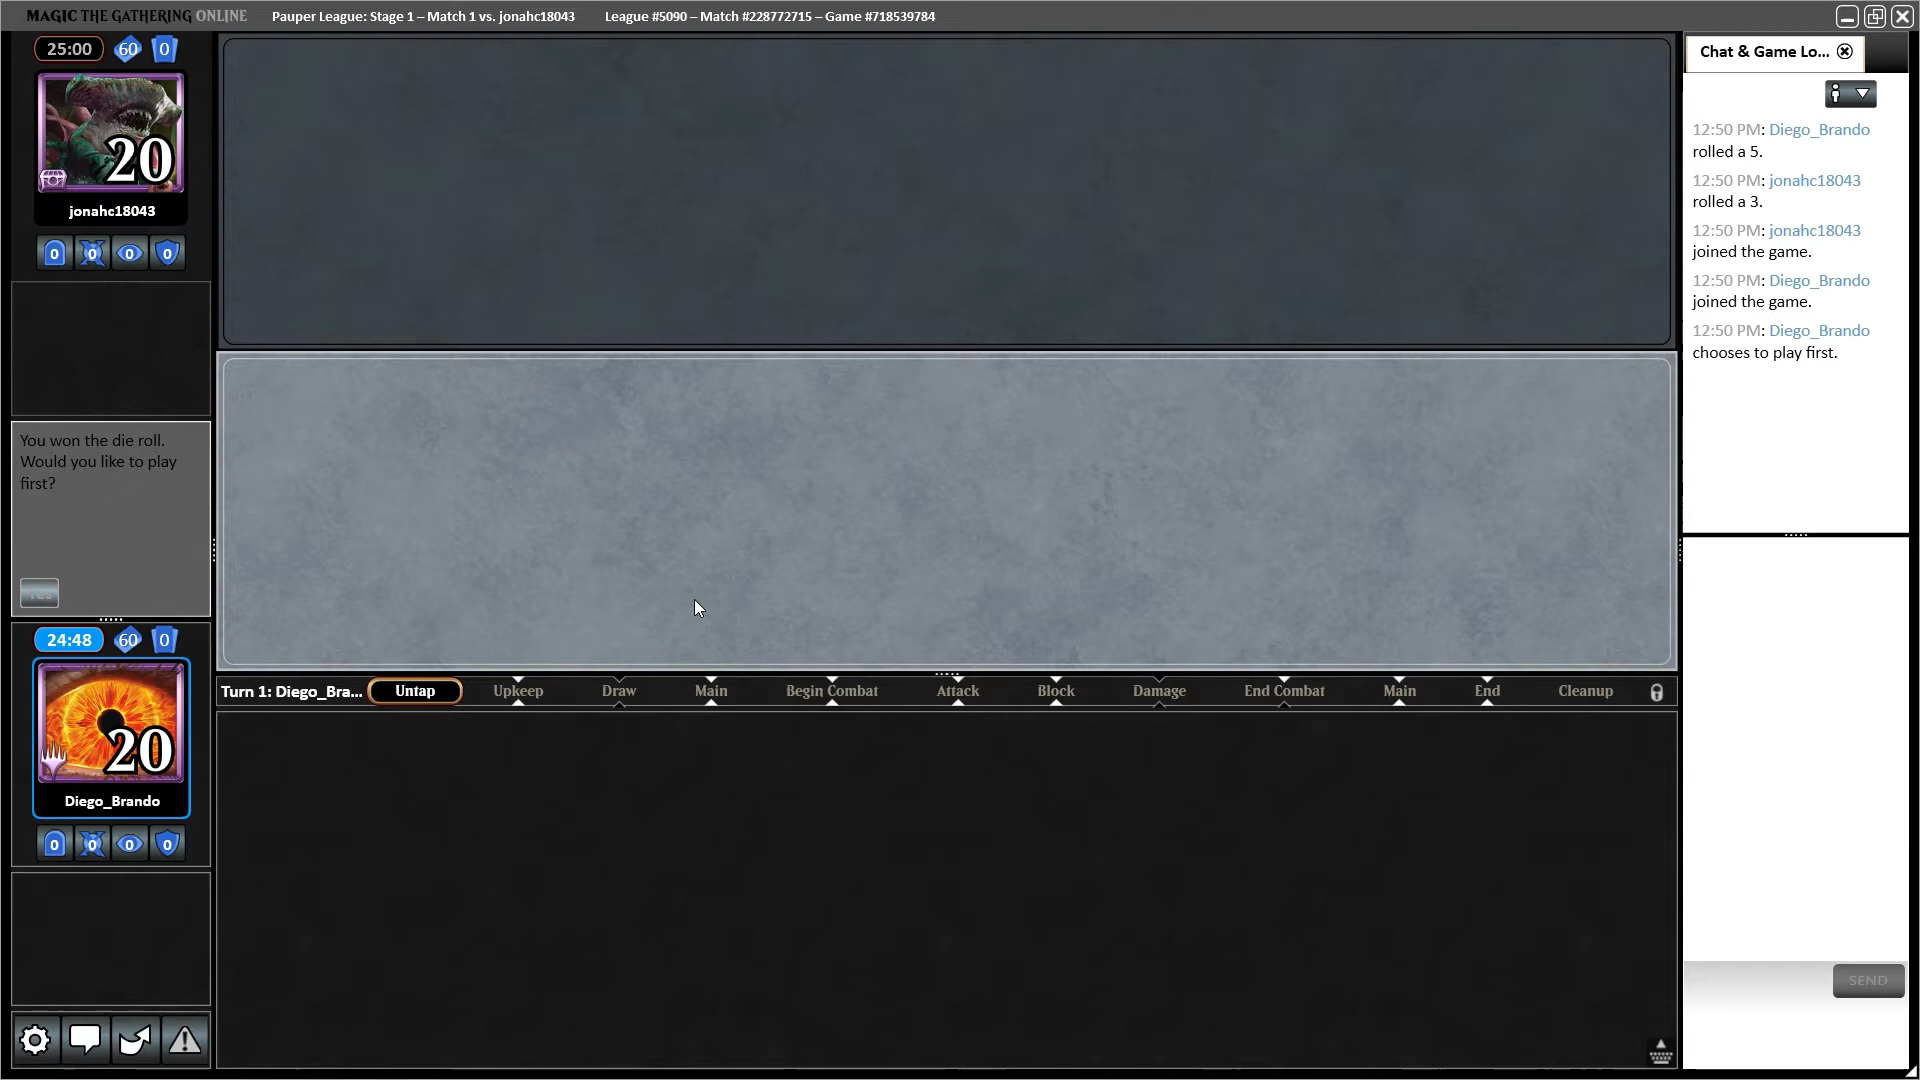 MAGIC THE GATHERING ONLINE Pauper League: Stage 1 – Match 1 vs. jonahc18043 League #5090 – Match #228772715 – Game #718539784
25:00 60 0
20
jonahc18043
0 0 0 0
You won the die roll.
Would you like to play
first?
Yes
24:48 60 0
20
Diego_Brando
0 0 0 0
Turn 1: Diego_Bra... Untap Upkeep Draw Main Begin Combat Attack Block Damage End Combat Main End Cleanup
Chat & Game Lo...
12:50 PM: Diego_Brando
rolled a 5.
12:50 PM: jonahc18043
rolled a 3.
12:50 PM: jonahc18043
joined the game.
12:50 PM: Diego_Brando
joined the game.
12:50 PM: Diego_Brando
chooses to play first.
SEND